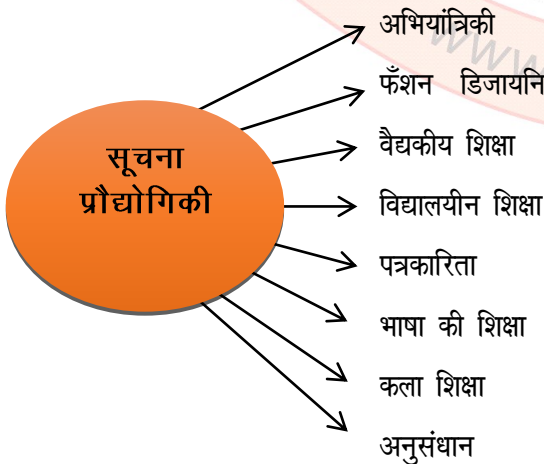 सूचना
प्रौद्योगिकी
अभियांत्रिकी
फॅंशन डिजायनि
वैद्यकीय शिक्षा
विद्यालयीन शिक्षा
पत्रकारिता
भाषा की शिक्षा
कला शिक्षा
अनुसंधान